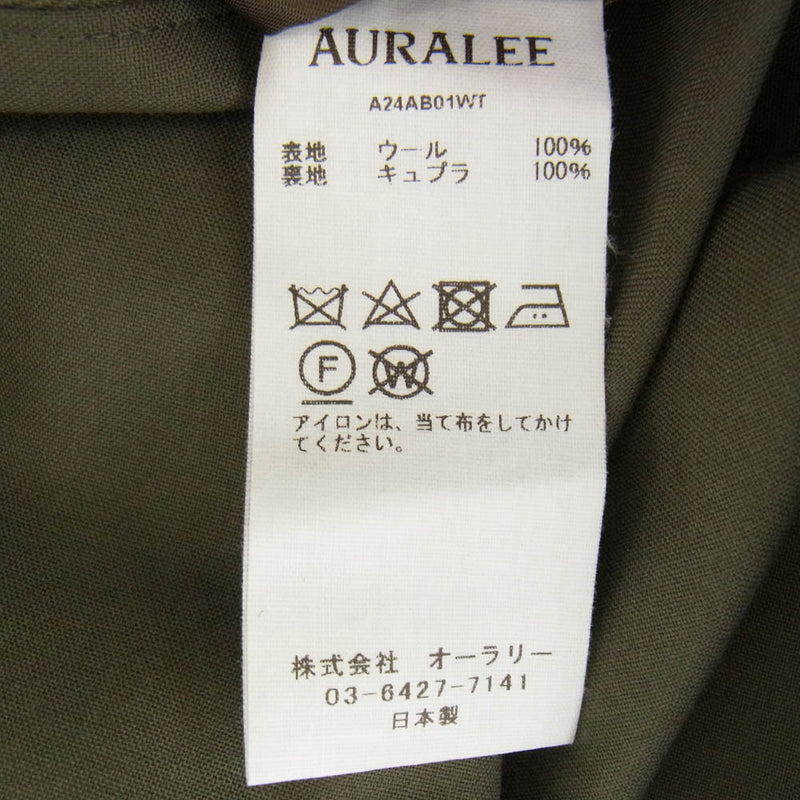 AURALEE
A24AB01WT
表地 ウール 100%
裏地 キュプラ 100%
F W
アイロンは、当て布をしてかけ
てください。
株式会社 オーラリー
03-6427-7141
日本製